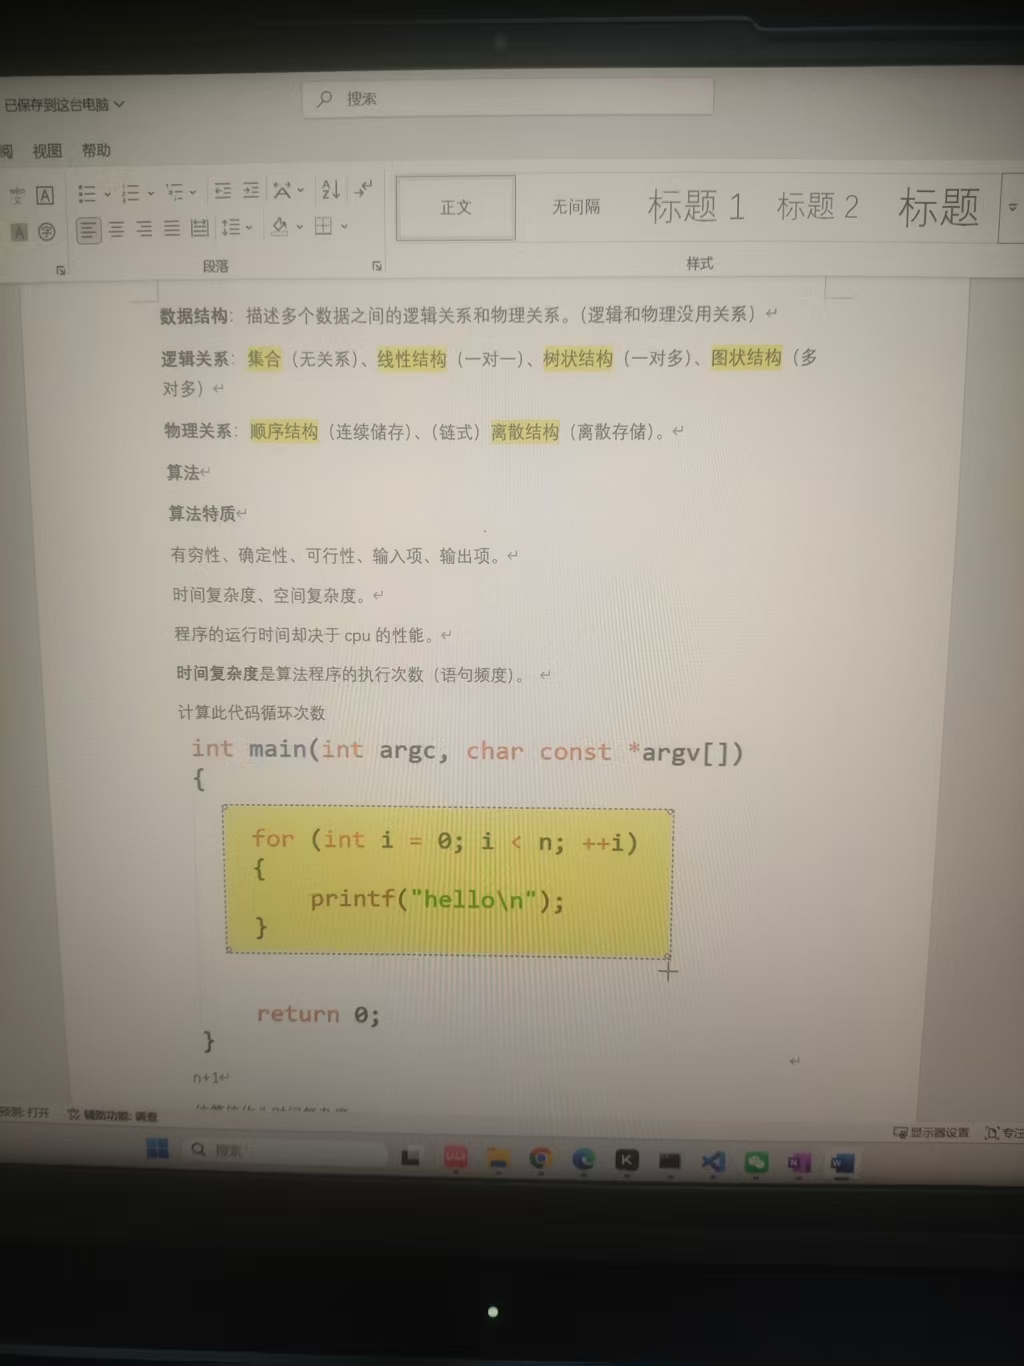 已保存到这台电脑
搜索
阅 视图 帮助
wén 文 A
A 字
正文
无间隔
标题 1
标题 2
标题
段落
样式
数据结构：描述多个数据之间的逻辑关系和物理关系。（逻辑和物理没用关系）
逻辑关系：集合（无关系）、线性结构（一对一）、树状结构（一对多）、图状结构（多
对多）
物理关系：顺序结构（连续储存）、（链式）离散结构（离散存储）。
算法
算法特质
有穷性、确定性、可行性、输入项、输出项。
时间复杂度、空间复杂度。
程序的运行时间却决于 cpu 的性能。
时间复杂度是算法程序的执行次数（语句频度）。
计算此代码循环次数
int main(int argc, char const *argv[])
{
for (int i = 0; i < n; ++i)
{
printf("hello\n");
}
return 0;
}
n+1
预测: 打开 辅助功能: 调查
显示器设置 专注
搜索